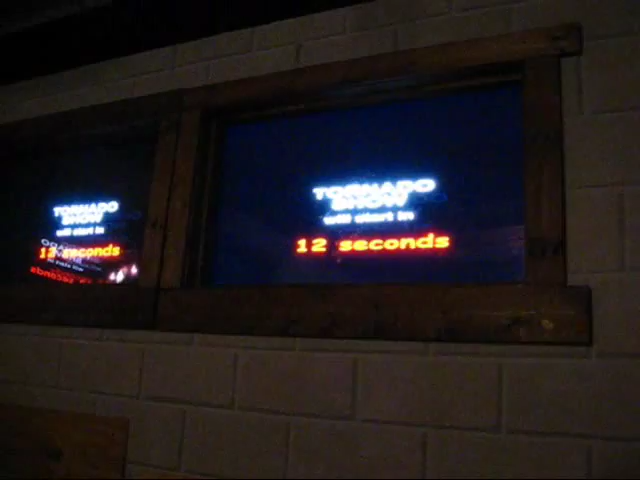 TORNADO
SHOW
will start in
12 seconds
TORNADO
SHOW
will start in
12 seconds